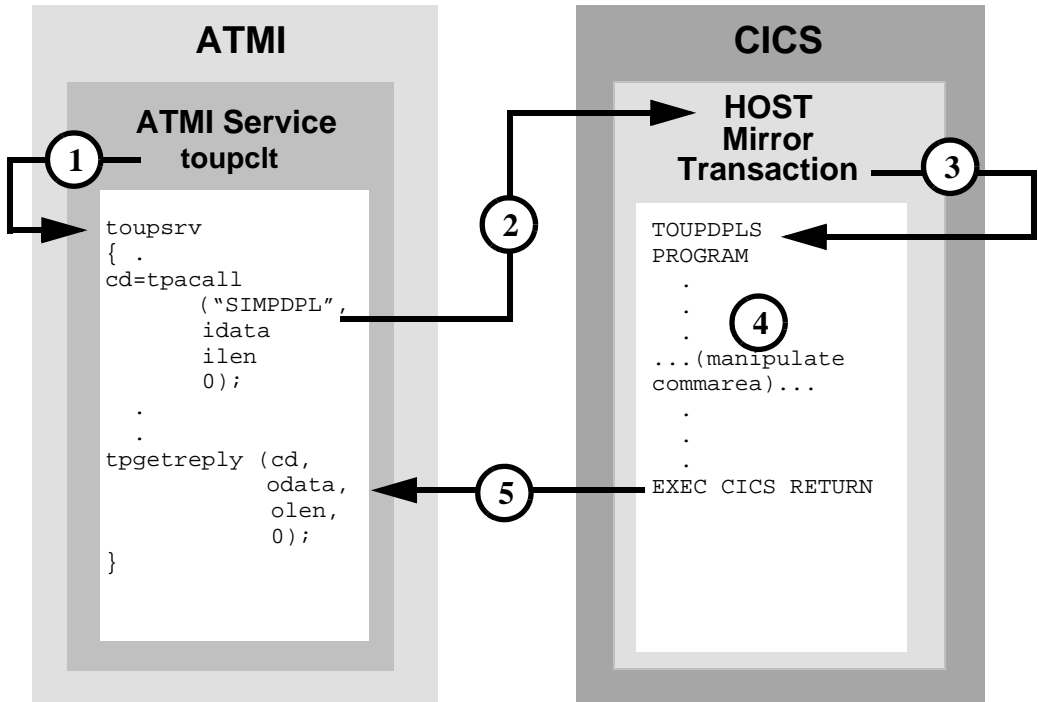 ATMI
ATMI Service
toupclt
1
toupsrv
{ .
cd=tpacall
(“SIMPDPL”,
idata
ilen
0);
.
.
tpgetreply (cd,
odata,
olen,
0);
}
2
5
CICS
HOST
Mirror
Transaction
3
TOUPDPLS
PROGRAM
.
.
.
4
...(manipulate
commarea)...
.
.
.
EXEC CICS RETURN